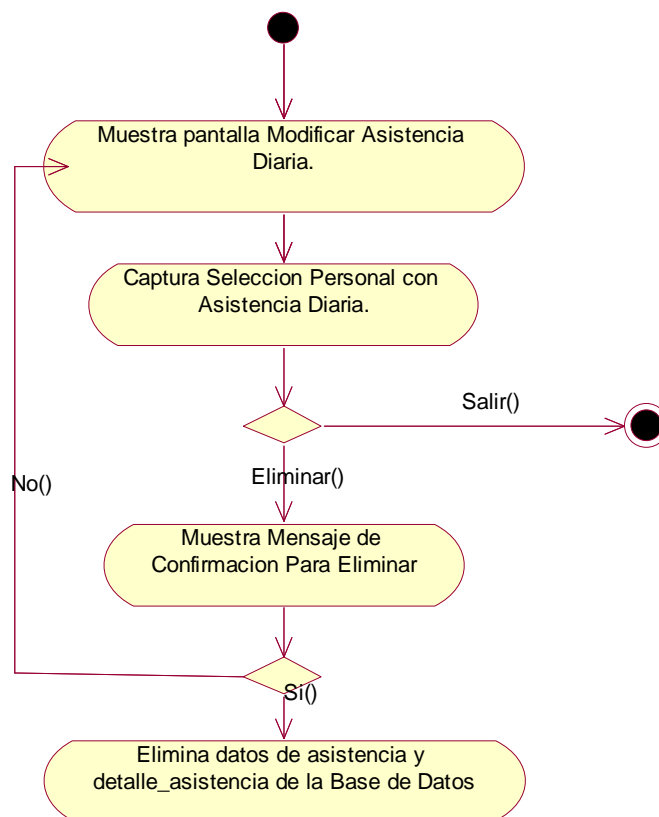 Muestra pantalla Modificar Asistencia
Diaria.
Captura Seleccion Personal con
Asistencia Diaria.
Salir()
Eliminar()
No()
Muestra Mensaje de
Confirmacion Para Eliminar
Si()
Elimina datos de asistencia y
detalle_asistencia de la Base de Datos